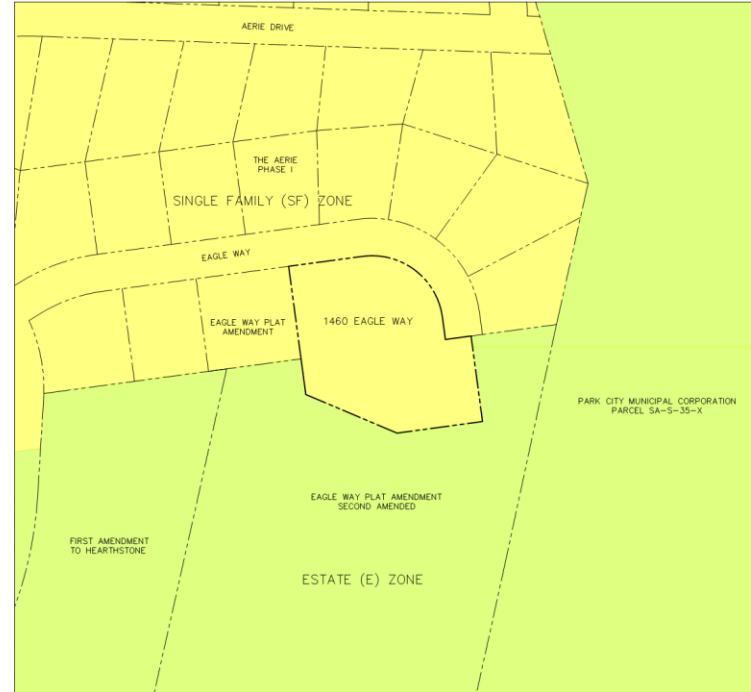 AERIE DRIVE
THE AERIE
PHASE I
SINGLE FAMILY (SF) ZONE
EAGLE WAY
EAGLE WAY PLAT
AMENDMENT
1460 EAGLE WAY
PARK CITY MUNICIPAL CORPORATION
PARCEL SA-S-35-X
EAGLE WAY PLAT AMENDMENT
SECOND AMENDED
FIRST AMENDMENT
TO HEARTHSTONE
ESTATE (E) ZONE